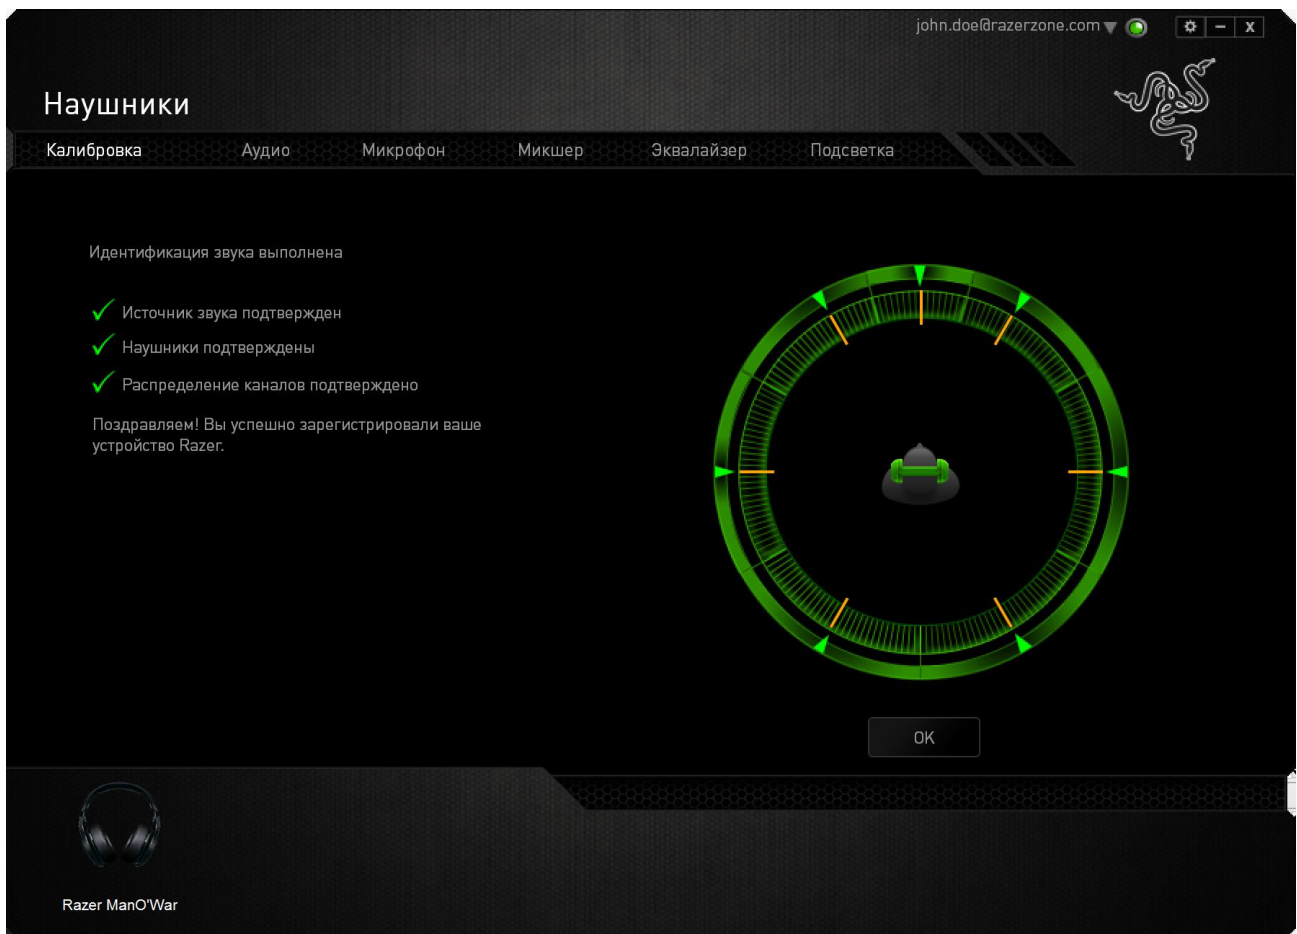 john.doe@razerzone.com
X
Наушники
Калибровка Аудио Микрофон Микшер Эквалайзер Подсветка
Идентификация звука выполнена
Источник звука подтвержден
Наушники подтверждены
Распределение каналов подтверждено
Поздравляем! Вы успешно зарегистрировали ваше
устройство Razer.
OK
Razer ManO'War